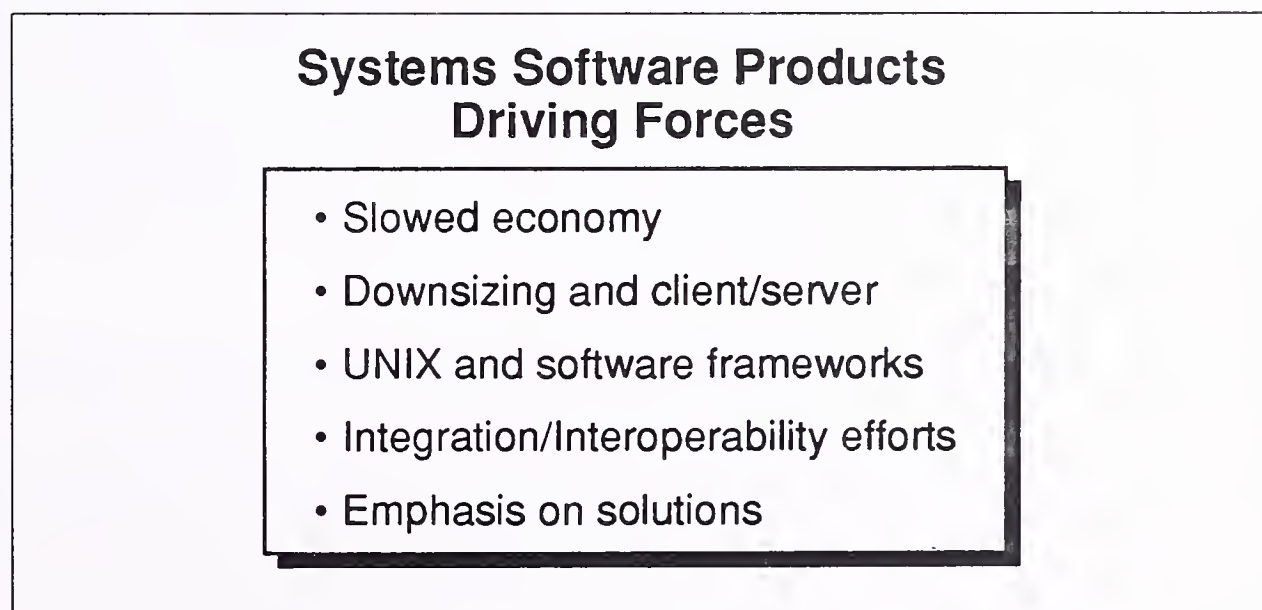 Systems Software Products
Driving Forces
• Slowed economy
• Downsizing and client/server
• UNIX and software frameworks
• Integration/Interoperability efforts
• Emphasis on solutions